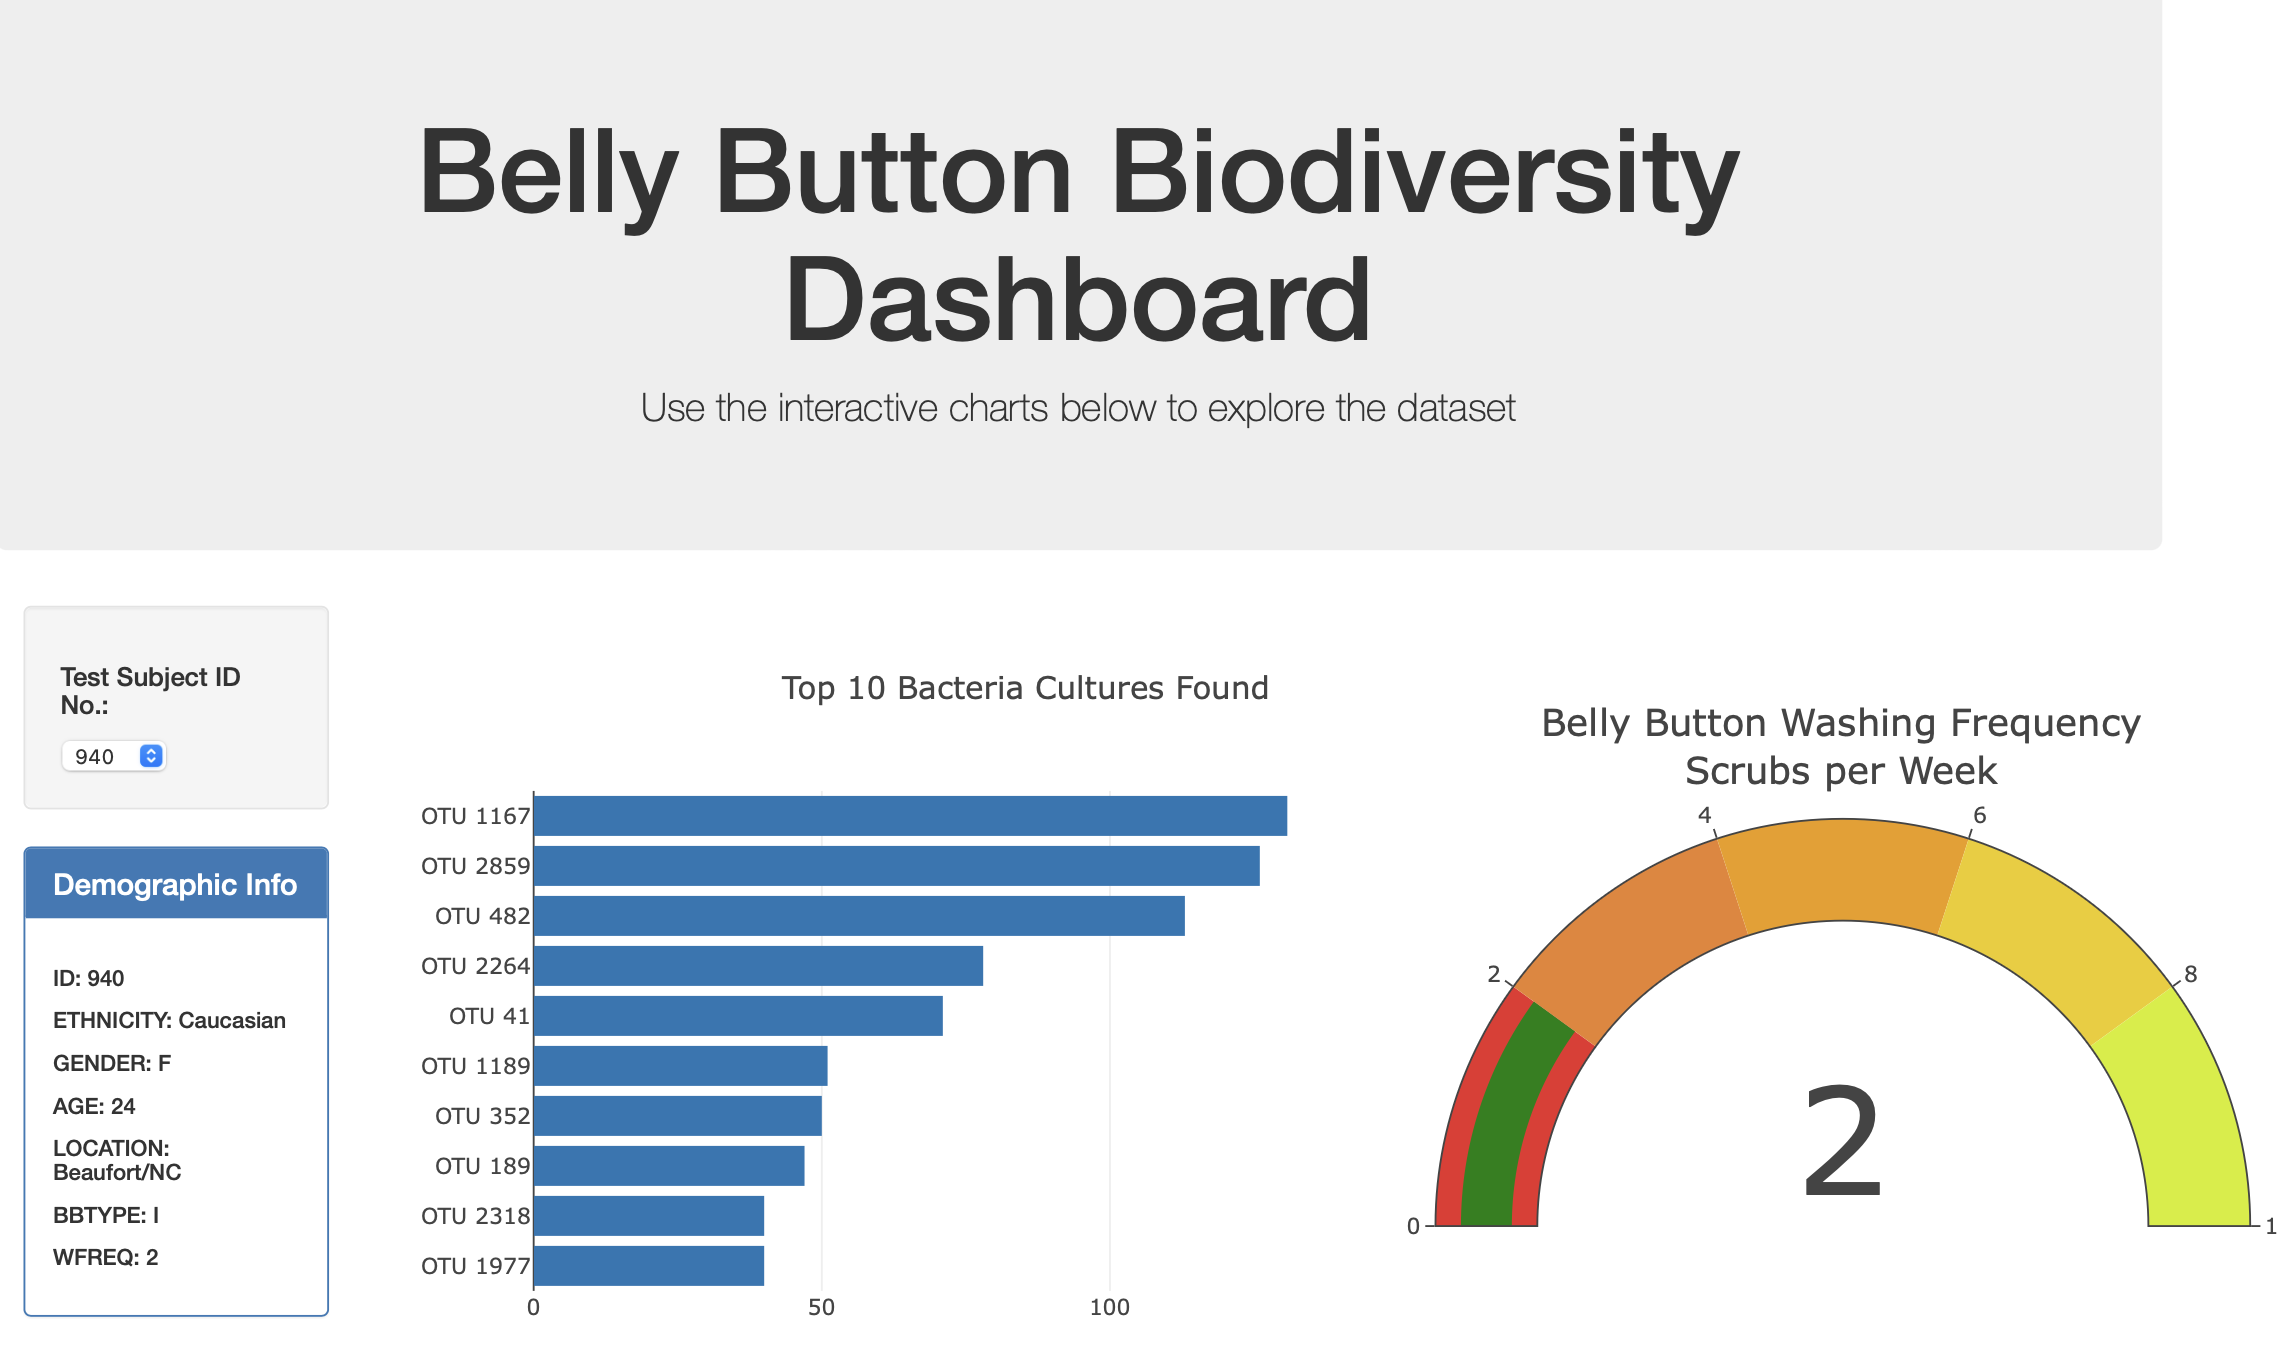 Belly Button Biodiversity
Dashboard
Use the interactive charts below to explore the dataset
Test Subject ID
No.:
940
Demographic Info
ID: 940
ETHNICITY: Caucasian
GENDER: F
AGE: 24
LOCATION:
Beaufort/NC
BBTYPE: I
WFREQ: 2
Top 10 Bacteria Cultures Found
OTU 1167
OTU 2859
OTU 482
OTU 2264
OTU 41
OTU 1189
OTU 352
OTU 189
OTU 2318
OTU 1977
0 50 100
Belly Button Washing Frequency
Scrubs per Week
0
2
4
6
8
1
2